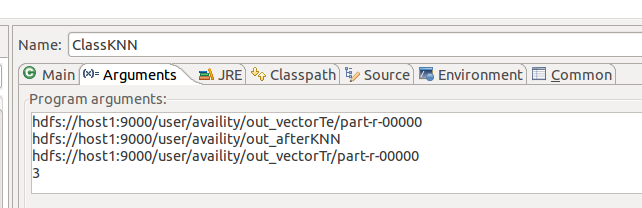 Name: ClassKNN
Main (x)= Arguments JRE Classpath Source Environment Common
Program arguments:
hdfs://host1:9000/user/availity/out_vectorTe/part-r-00000
hdfs://host1:9000/user/availity/out_afterKNN
hdfs://host1:9000/user/availity/out_vectorTr/part-r-00000
3